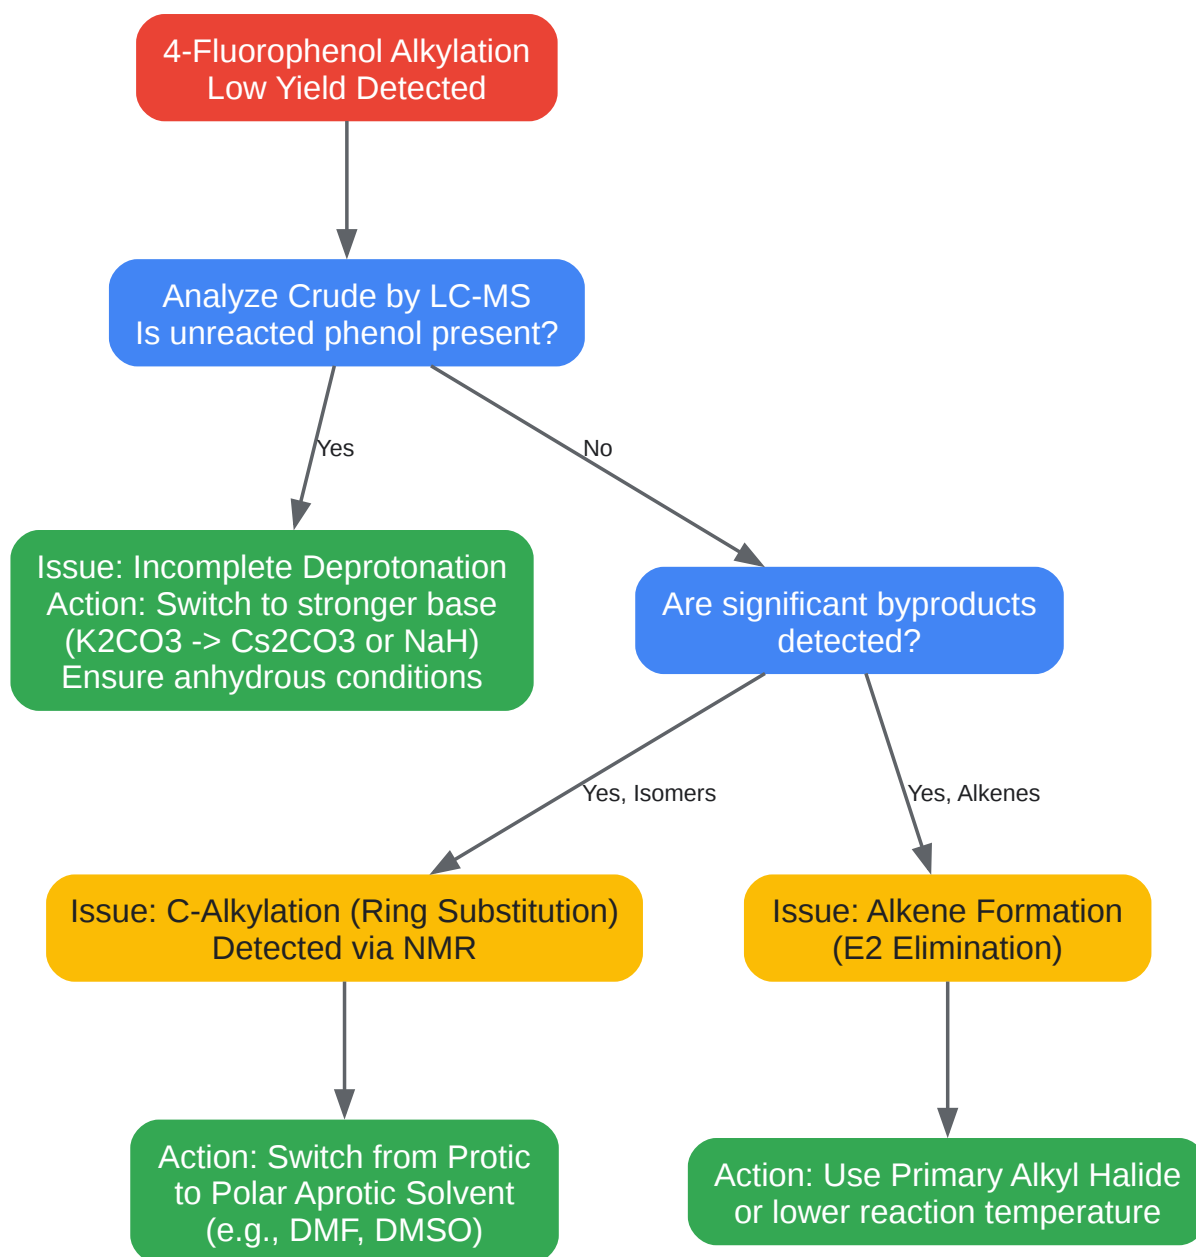 4-Fluorophenol Alkylation
Low Yield Detected
Analyze Crude by LC-MS
Is unreacted phenol present?
Yes
No
Issue: Incomplete Deprotonation
Action: Switch to stronger base
(K2CO3 -> Cs2CO3 or NaH)
Ensure anhydrous conditions
Are significant byproducts
detected?
Yes, Isomers
Yes, Alkenes
Issue: C-Alkylation (Ring Substitution)
Detected via NMR
Issue: Alkene Formation
(E2 Elimination)
Action: Switch from Protic
to Polar Aprotic Solvent
(e.g., DMF, DMSO)
Action: Use Primary Alkyl Halide
or lower reaction temperature